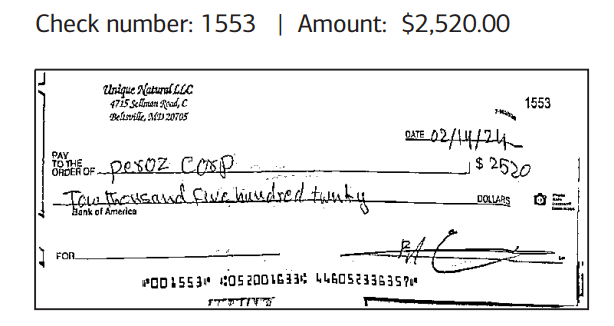 Check number: 1553 | Amount: $2,520.00
Unique Natural LLC
4715 Sellman Road, C
Beltsville, MD 20705
1553
DATE 02/14/24
PAY
TO THE
ORDER OF peroz Corp $ 2520
Tow thousand five hundred twnty DOLLARS
Bank of America
FOR
⑈001553⑈ ⑆052001633⑆ 446052336357⑈